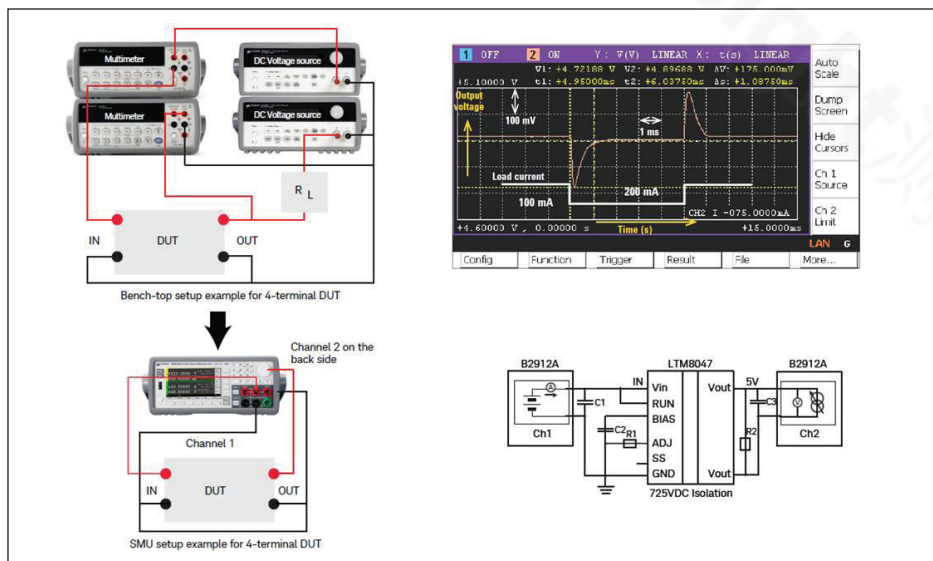 Multimeter
DC Voltage source
Multimeter
DC Voltage source
R L
IN DUT OUT
Bench-top setup example for 4-terminal DUT
Channel 2 on the
back side
Channel 1
IN DUT OUT
SMU setup example for 4-terminal DUT
1 OFF 2 ON Y: V(V) LINEAR X: t(s) LINEAR
V1: +4.72188 V V2: +4.89688 V ΔV: +175.000mV
+5.10000 V t1: +4.95000ms t2: +6.03750ms Δs: +1.08750ms
Output
voltage
100 mV
1 ms
Load current
200 mA
100 mA
CH2 I -075.0000mA
+4.60000 V , 0.00000 s Time (s) +15.0000ms
Auto
Scale
Dump
Screen
Hide
Cursors
Ch 1
Source
Ch 2
Limit
LAN G
Config Function Trigger Result File More...
B2912A LTM8047 B2912A
IN Vin Vout 5V
C1 RUN C3
BIAS
C2 R1 ADJ R2
A V
Ch1 SS Ch2
GND Vout
725VDC Isolation